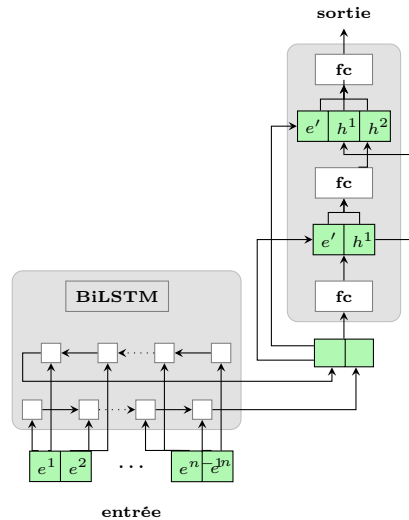 sortie
fc
e′ h¹ h²
fc
e′ h¹
fc
BiLSTM
e¹ e² ... eⁿ⁻¹ eⁿ
entrée